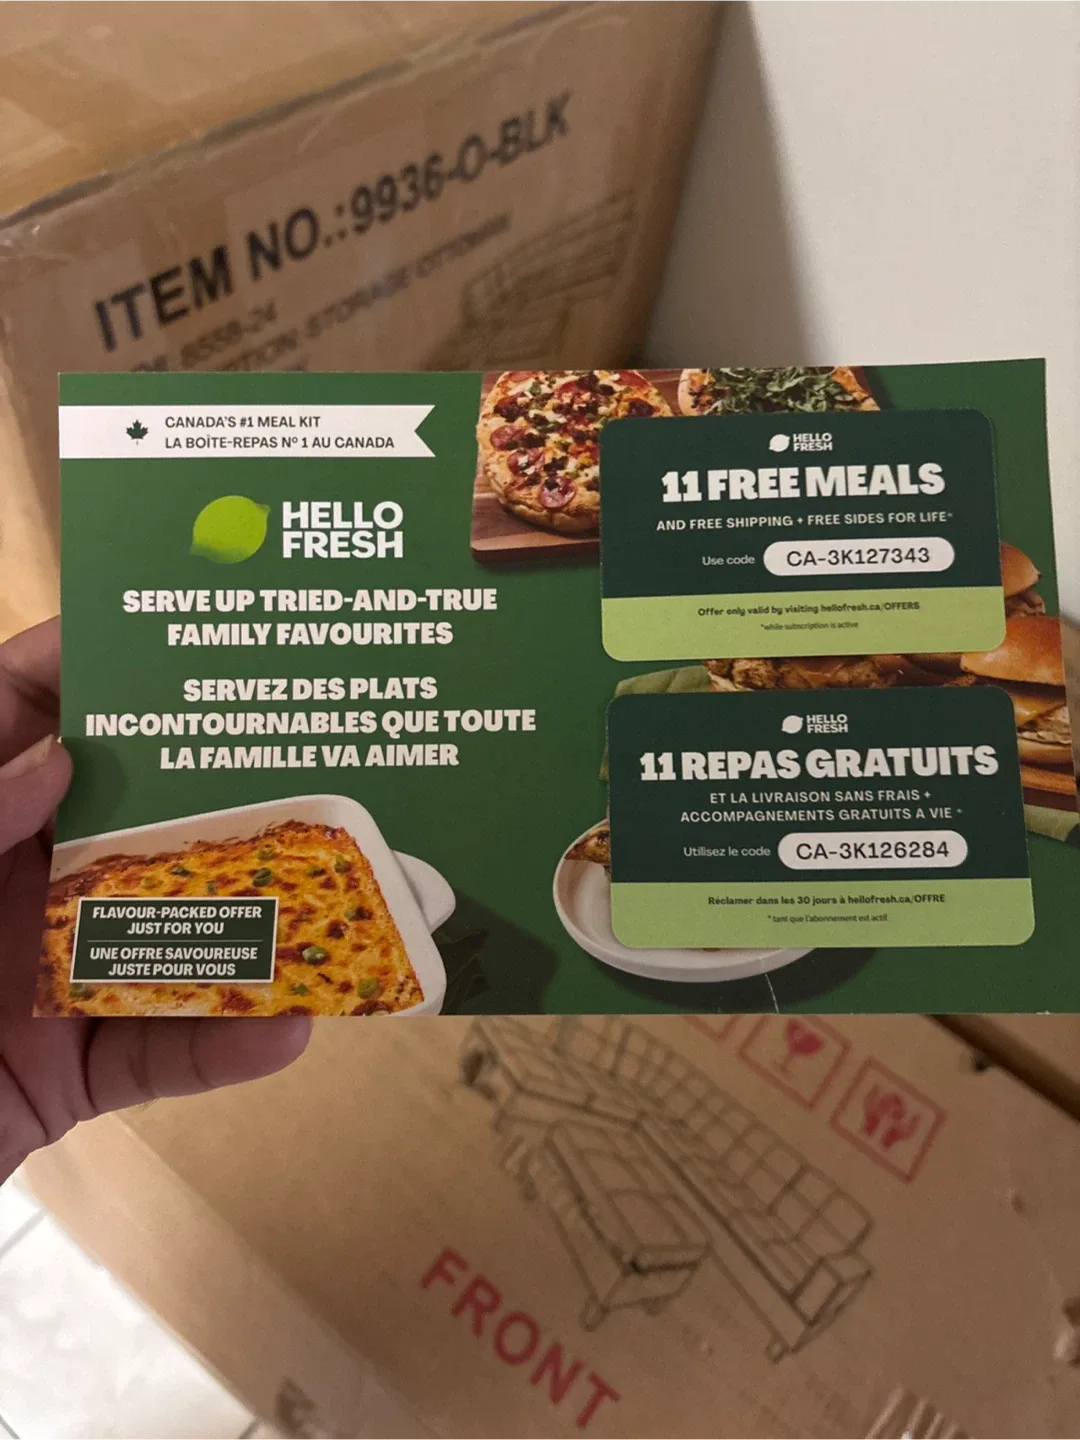 ITEM NO.:9936-O-BLK
8558-24
STORAGE OTTOMAN
CANADA'S #1 MEAL KIT
LA BOÎTE-REPAS Nº 1 AU CANADA
HELLO
FRESH
SERVE UP TRIED-AND-TRUE
FAMILY FAVOURITES
SERVEZ DES PLATS
INCONTOURNABLES QUE TOUTE
LA FAMILLE VA AIMER
FLAVOUR-PACKED OFFER
JUST FOR YOU
UNE OFFRE SAVOUREUSE
JUSTE POUR VOUS
HELLO
FRESH
11 FREE MEALS
AND FREE SHIPPING + FREE SIDES FOR LIFE*
Use code CA-3K127343
Offer only valid by visiting hellofresh.ca/OFFERS
*while subscription is active
HELLO
FRESH
11 REPAS GRATUITS
ET LA LIVRAISON SANS FRAIS +
ACCOMPAGNEMENTS GRATUITS À VIE *
Utilisez le code CA-3K126284
Réclamer dans les 30 jours à hellofresh.ca/OFFRE
* tant que l'abonnement est actif
FRONT